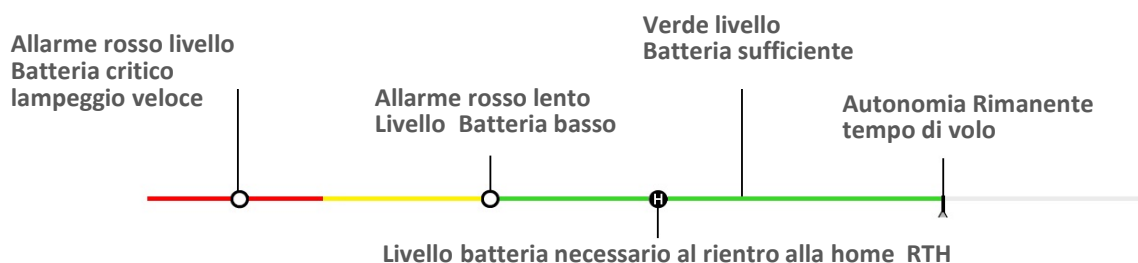 Allarme rosso livello
Batteria critico
lampeggio veloce
Allarme rosso lento
Livello  Batteria basso
Verde livello
Batteria sufficiente
Autonomia Rimanente
tempo di volo
H
Livello batteria necessario al rientro alla home  RTH